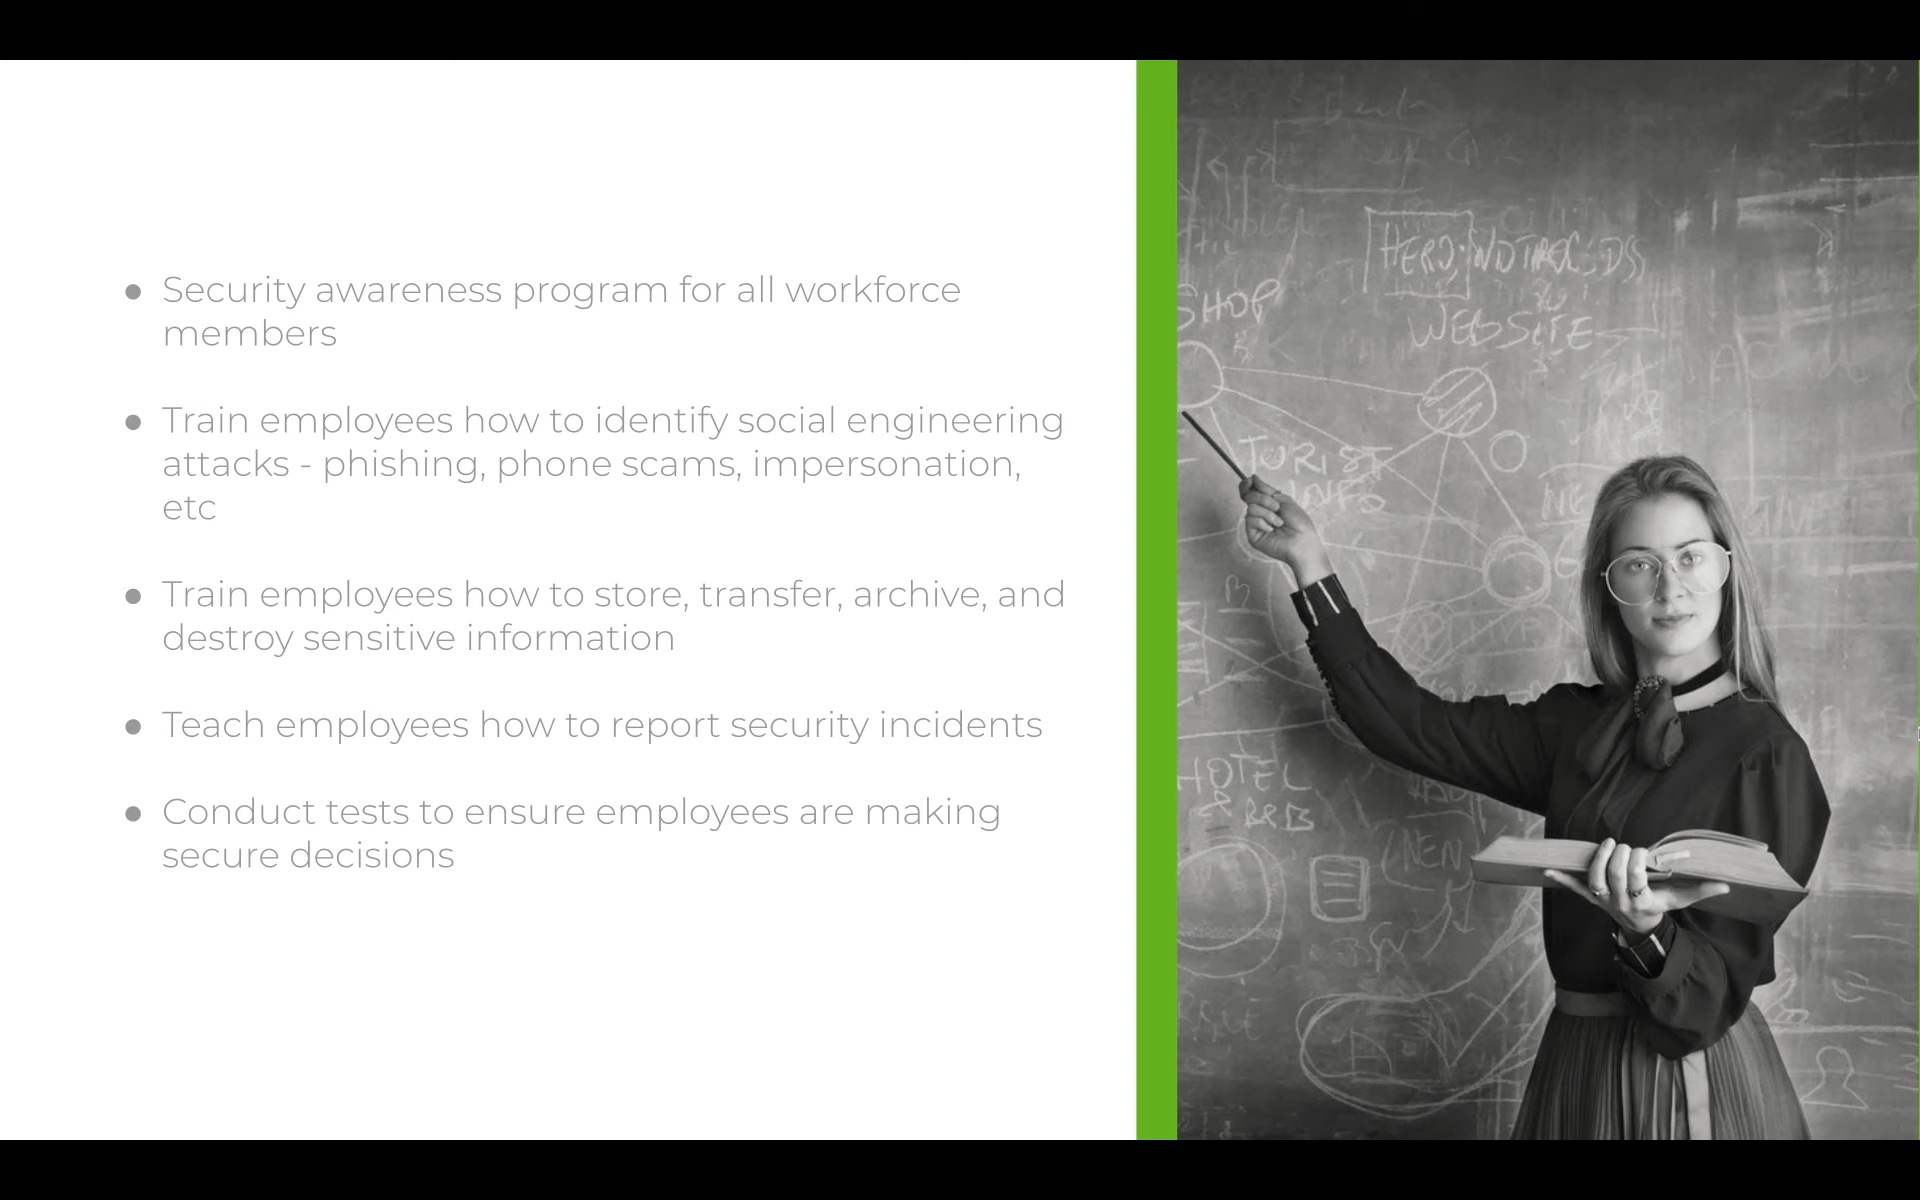 ● Security awareness program for all workforce
members
● Train employees how to identify social engineering
attacks - phishing, phone scams, impersonation,
etc
● Train employees how to store, transfer, archive, and
destroy sensitive information
● Teach employees how to report security incidents
● Conduct tests to ensure employees are making
secure decisions
SHOP
WEBSITE
TORIST
INFO
HOTEL
& B&B